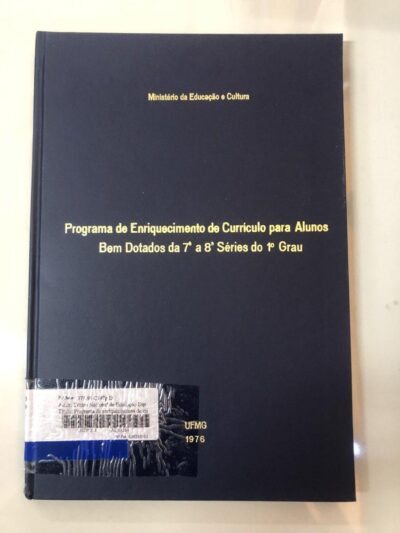 Ministério da Educação e Cultura
Programa de Enriquecimento de Currículo para Alunos
Bem Dotados da 7ª a 8ª Séries do 1º Grau
UFMG
1976